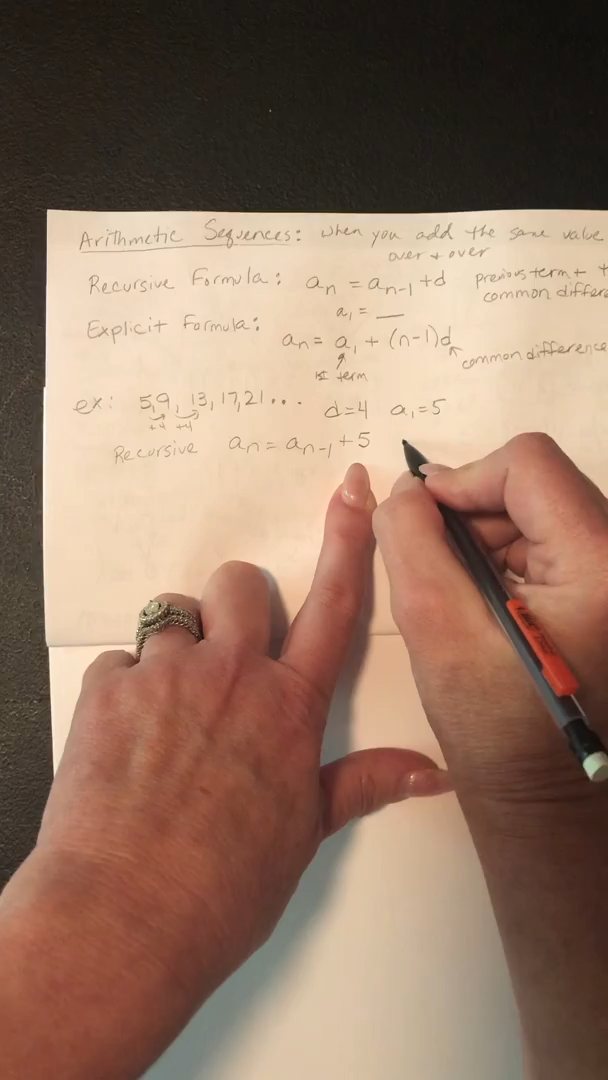 Arithmetic Sequences: when you add the same value
over + over
Recursive Formula: aₙ = aₙ₋₁ + d previous term +
a₁ = __ common differe
Explicit Formula: aₙ = a₁ + (n-1)d common difference
1st term
ex: 5,9,13,17,21... d=4 a₁=5
+4 +4
Recursive aₙ = aₙ₋₁ + 5